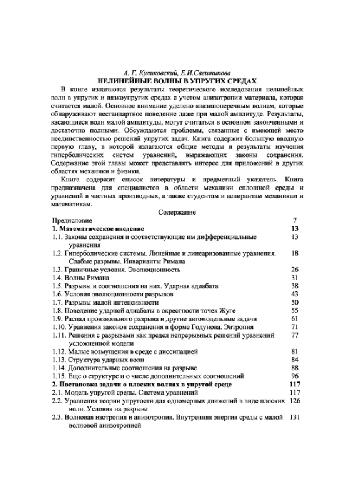 А. Г. Куликовский, Е.И.Свешникова
НЕЛИНЕЙНЫЕ ВОЛНЫ В УПРУГИХ СРЕДАХ
В книге излагаются результаты теоретического исследования нелинейных
волн в упругих и вязкоупругих средах с учетом анизотропии материала, которая
считается малой. Основное внимание уделено квазипоперечным волнам, которые
обнаруживают нестандартное поведение даже при малой амплитуде. Результаты,
касающиеся волн малой амплитуды, могут считаться в основном законченными и
достаточно полными. Обсуждаются проблемы, связанные с имеющей место
неединственностью решений упругих задач. Книга содержит большую вводную
первую главу, в которой излагаются общие методы и результаты изучения
гиперболических систем уравнений, выражающих законы сохранения.
Содержание этой главы может представлять интерес для приложений в других
областях механики и физики.
Книга содержит список литературы и предметный указатель. Книга
предназначена для специалистов в области механики сплошной среды и
уравнений в частных производных, а также студентов и аспирантов механиков и
математиков.
Содержание
Предисловие 7
1. Математическое введение 13
1.1. Законы сохранения и соответствующие им дифференциальные 13
уравнения
1.2. Гиперболические системы. Нелинейные и линеаризованные уравнения. 18
Слабые разрывы. Инварианты Римана
1.3. Граничные условия. Эволюционность 26
1.4. Волны Римана 31
1.5. Разрывы и соотношения на них. Ударная адиабата 38
1.6. Условия эволюционности разрывов 43
1.7. Разрывы малой интенсивности 50
1.8. Поведение ударной адиабаты в окрестности точек Жуге 55
1.9. Распад произвольного разрыва и другие автомодельные задачи 61
1.10. Уравнения законов сохранения в форме Годунова. Энтропия 71
1.11. Решения с разрывами как предел непрерывных решений уравнений 77
усложненной модели
1.12. Малое возмущения в среде с диссипацией 81
1.13. Структура ударных волн 84
1.14. Дополнительные соотношения на разрыве 88
1.15. Еще о структуре и о числе дополнительных соотношений 96
2. Постановка задачи о плоских волнах в упругой среде 117
2.1. Модель упругой среды. Система уравнений 117
2.2. Уравнения теории упругости для одномерных движений в виде плоских 126
волн. Условия на разрыве
2.3. Волновая изотропия и анизотропия. Внутренняя энергия среды с малой 131
волновой анизотропией